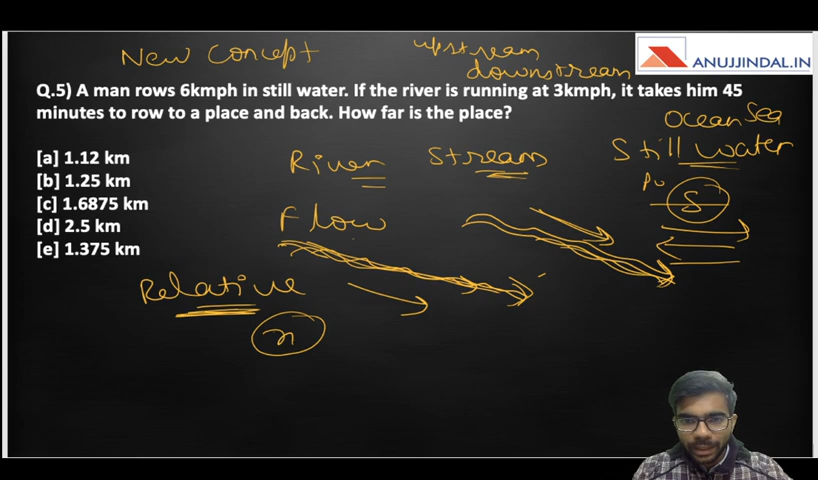 New Concept
upstream
downstream
ANUJJINDAL.IN
Q.5) A man rows 6kmph in still water. If the river is running at 3kmph, it takes him 45
minutes to row to a place and back. How far is the place?
Ocean Sea
[a] 1.12 km
[b] 1.25 km
[c] 1.6875 km
[d] 2.5 km
[e] 1.375 km
River Stream Still water
Flow
S
Relative